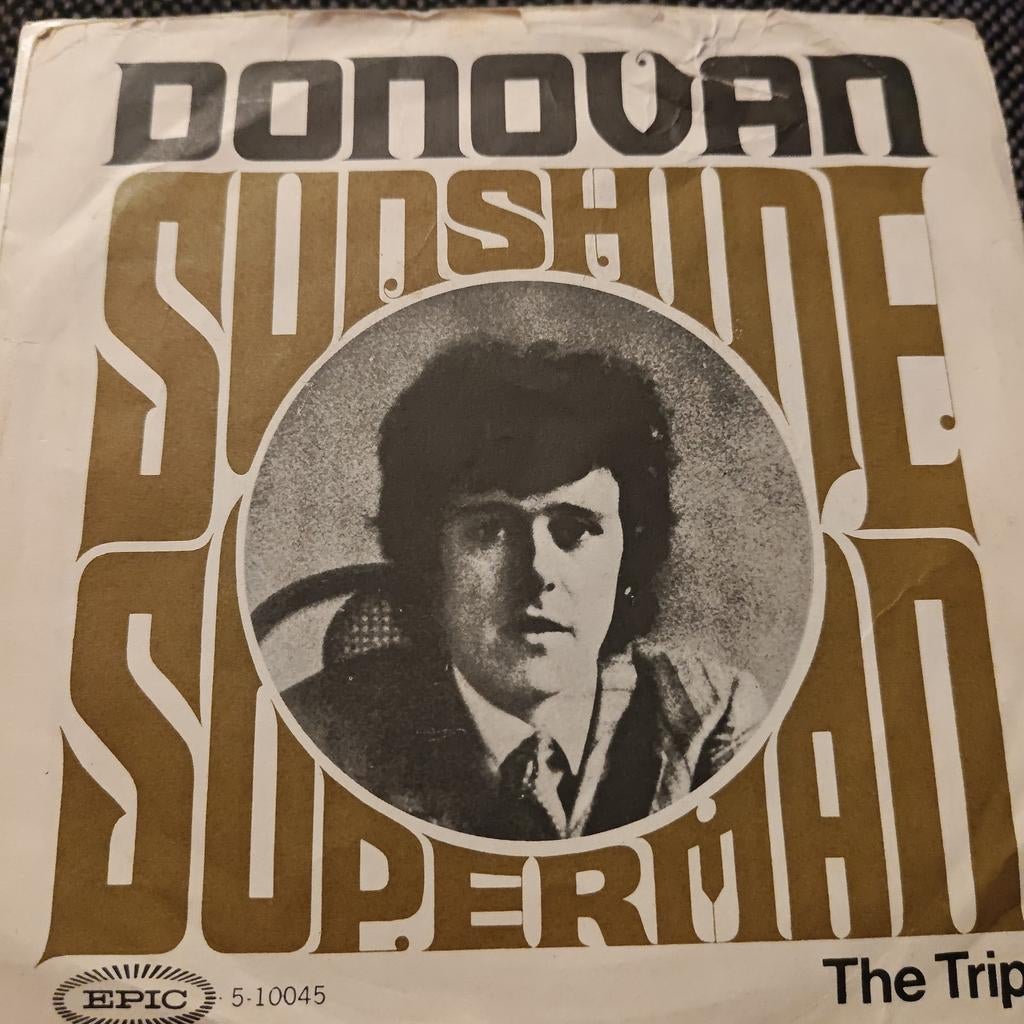 DONOVAN
SUNSHINE
SUPERMAN
EPIC 5-10045
The Trip